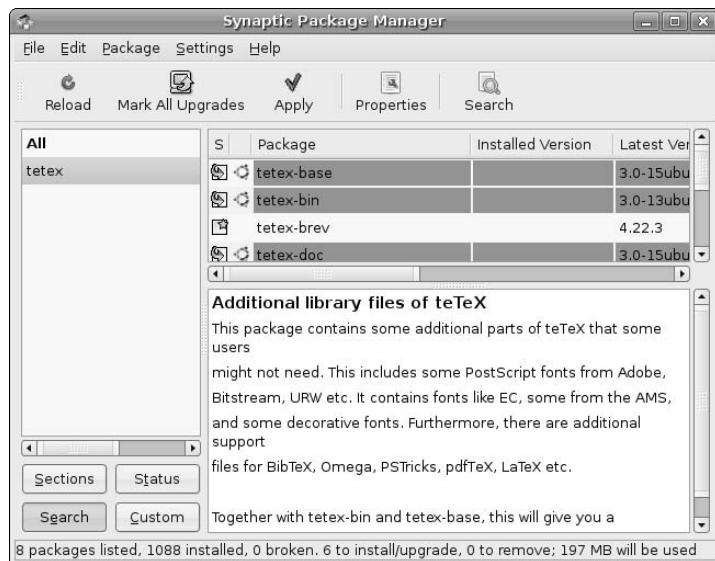 Synaptic Package Manager
File Edit Package Settings Help
Reload Mark All Upgrades Apply Properties Search
All
tetex
S Package Installed Version Latest Ver
tetex-base 3.0-15ubu
tetex-bin 3.0-13ubu
tetex-brev 4.22.3
tetex-doc 3.0-15ubu
Additional library files of teTeX
This package contains some additional parts of teTeX that some
users
might not need. This includes some PostScript fonts from Adobe,
Bitstream, URW etc. It contains fonts like EC, some from the AMS,
and some decorative fonts. Furthermore, there are additional
support
files for BibTeX, Omega, PSTricks, pdfTeX, LaTeX etc.
Together with tetex-bin and tetex-base, this will give you a
Sections Status
Search Custom
8 packages listed, 1088 installed, 0 broken. 6 to install/upgrade, 0 to remove; 197 MB will be used